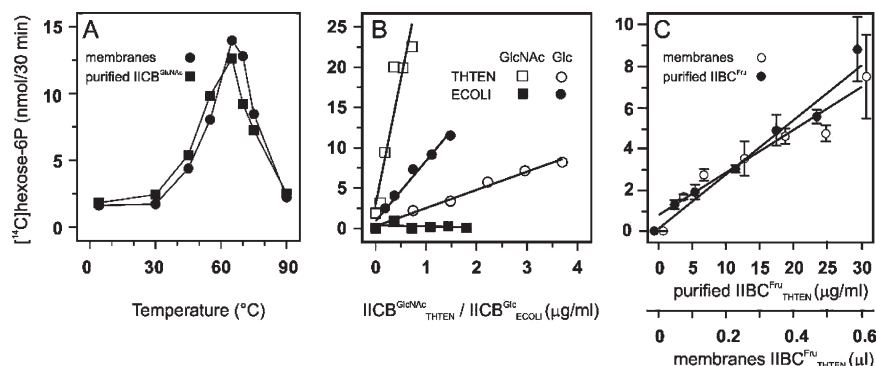 A
membranes
purified IICB^GlcNAc
[¹⁴C]hexose-6P (nmol/30 min)
15
10
5
0
0 30 60 90
Temperature (°C)
B
GlcNAc Glc
THTEN
ECOLI
25
20
15
10
5
0
0 1 2 3 4
IICB^GlcNAc_THTEN / IICB^Glc_ECOLI (µg/ml)
C
membranes
purified IIBC^Fru
10
8
6
4
2
0
0 5 10 15 20 25 30
purified IIBC^Fru_THTEN (µg/ml)
0 0.2 0.4 0.6
membranes IIBC^Fru_THTEN (µl)